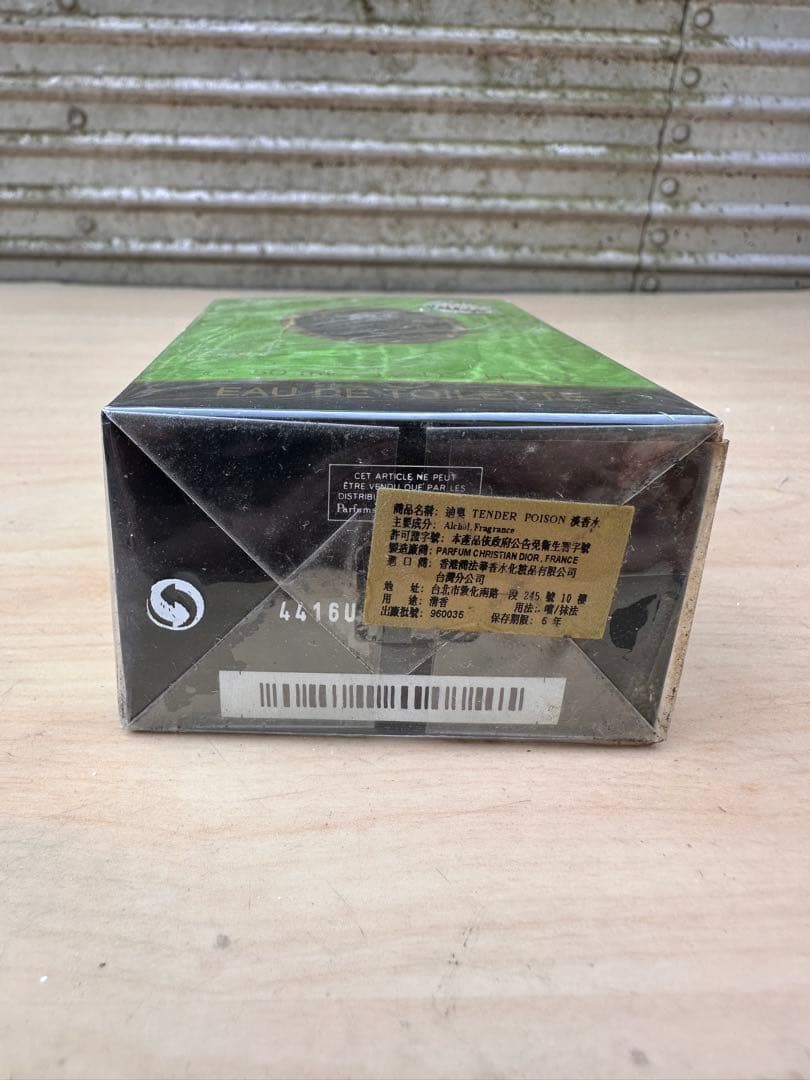 EAU DE TOILETTE
CET ARTICLE NE PEUT
ÊTRE VENDU QUE PAR LES
DISTRIB
Parfums
4416U
商品名稱: 迪奧 TENDER POISON 淡香水
主要成分: Alchol, Fragrance
許可證字號: 本產品依政府公告免衛生署字號
製造廠商: PARFUM CHRISTIAN DIOR. FRANCE
進口商: 香港商法華香水化粧品有限公司
台灣分公司
地 址: 台北市敦化南路一段 245 號 10 樓
用 途: 清香 用法: 噴/抹法
出廠批號: 960036 保存期限: 6 年